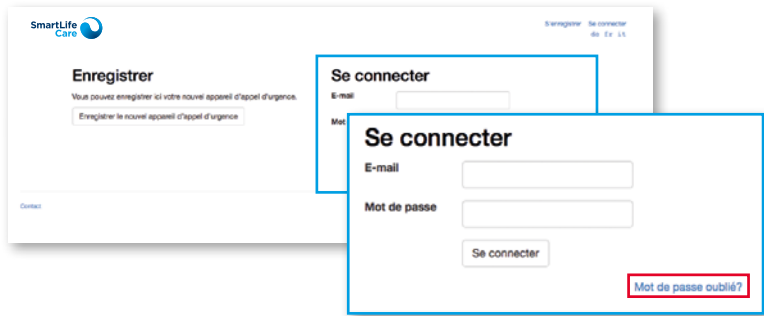 SmartLife
Care
S'enregistrer Se connecter
de fr it
Enregistrer
Vous pouvez enregistrer ici votre nouvel appareil d'appel d'urgence.
Enregistrer le nouvel appareil d'appel d'urgence
Contact
Se connecter
E-mail
Mot
Se connecter
E-mail
Mot de passe
Se connecter
Mot de passe oublié?